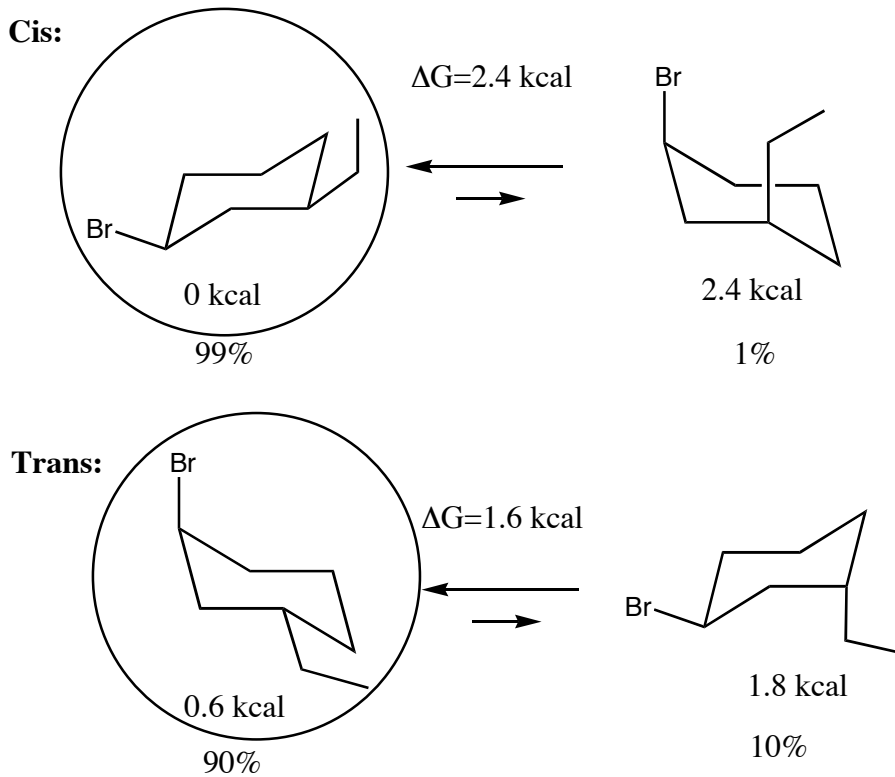 Cis:
ΔG=2.4 kcal
Br
Br
0 kcal
2.4 kcal
99%
1%
Trans:
Br
ΔG=1.6 kcal
Br
0.6 kcal
1.8 kcal
90%
10%